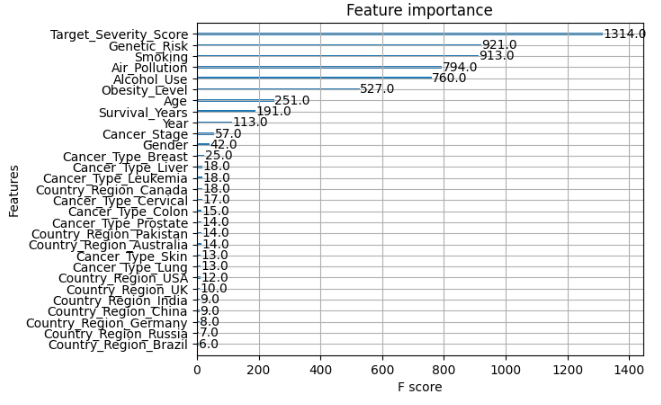 Feature importance
Target_Severity_Score 1314.0
Genetic_Risk 921.0
Smoking 913.0
Air_Pollution 794.0
Alcohol_Use 760.0
Obesity_Level 527.0
Age 251.0
Survival_Years 191.0
Year 113.0
Cancer_Stage 57.0
Gender 42.0
Cancer_Type_Breast 25.0
Cancer_Type_Liver 18.0
Cancer_Type_Leukemia 18.0
Country_Region_Canada 18.0
Cancer_Type_Cervical 17.0
Cancer_Type_Colon 15.0
Cancer_Type_Prostate 14.0
Country_Region_Pakistan 14.0
Country_Region_Australia 14.0
Cancer_Type_Skin 13.0
Cancer_Type_Lung 13.0
Country_Region_USA 12.0
Country_Region_UK 10.0
Country_Region_India 9.0
Country_Region_China 9.0
Country_Region_Germany 8.0
Country_Region_Russia 7.0
Country_Region_Brazil 6.0
Features
0 200 400 600 800 1000 1200 1400
F score